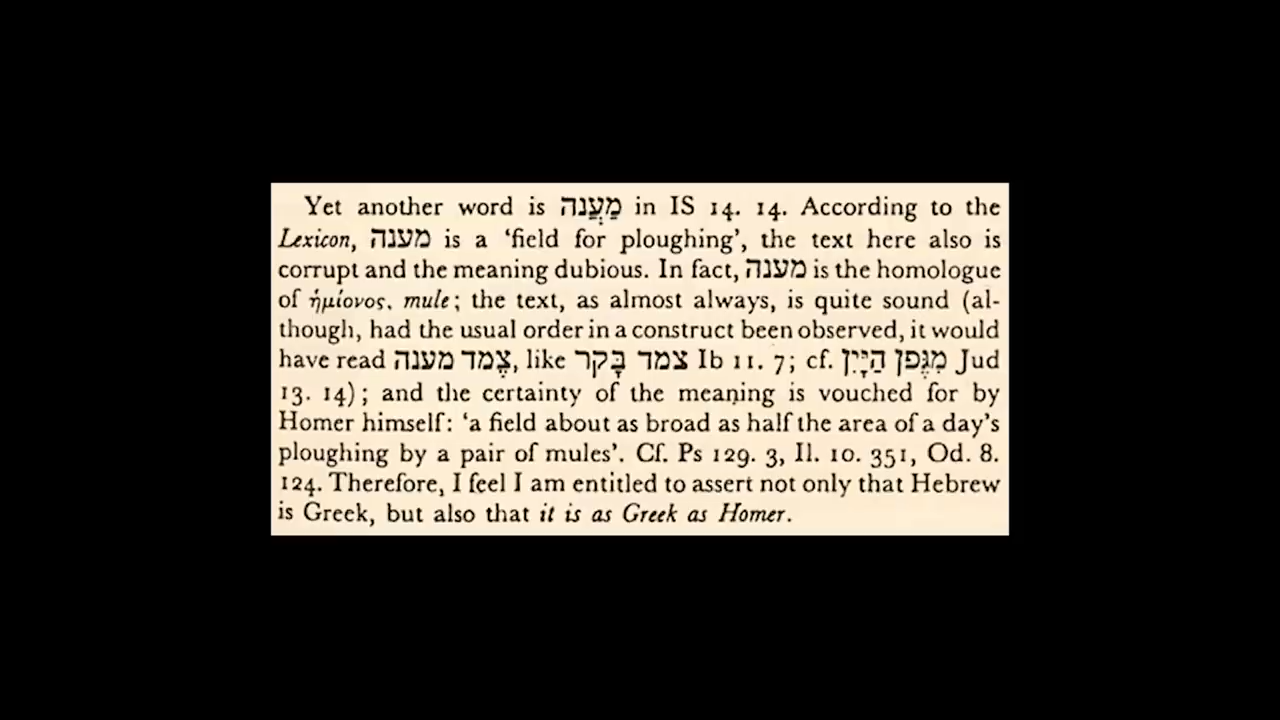 Yet another word is מַעֲנָה in IS 14. 14. According to the
Lexicon, מענה is a ‘field for ploughing’, the text here also is
corrupt and the meaning dubious. In fact, מענה is the homologue
of ἡμίονος, mule; the text, as almost always, is quite sound (al-
though, had the usual order in a construct been observed, it would
have read צֶמֶד מענה, like צמד בָּקָר Ib 11. 7; cf. מִגֶּפֶן הַיַּיִן Jud
13. 14); and the certainty of the meaning is vouched for by
Homer himself: ‘a field about as broad as half the area of a day’s
ploughing by a pair of mules’. Cf. Ps 129. 3, Il. 10. 351, Od. 8.
124. Therefore, I feel I am entitled to assert not only that Hebrew
is Greek, but also that it is as Greek as Homer.